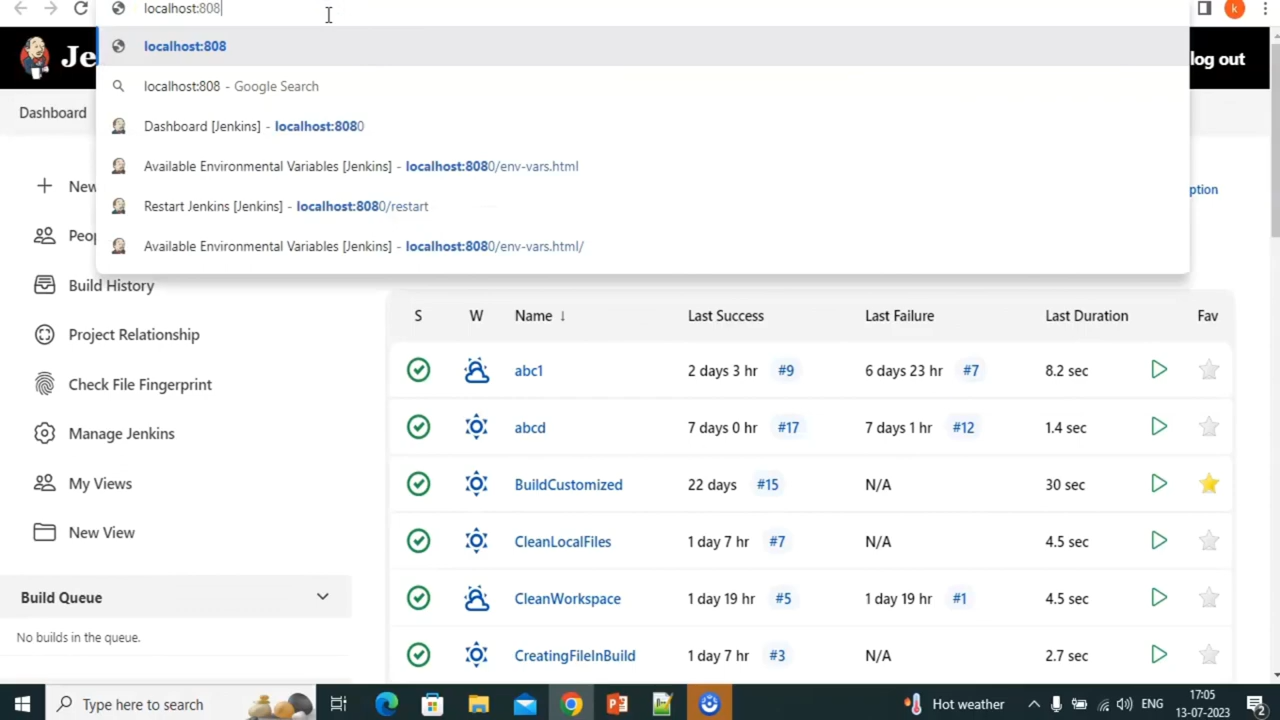 localhost:808
k
localhost:808
localhost:808 - Google Search
Dashboard [Jenkins] - localhost:8080
Available Environmental Variables [Jenkins] - localhost:8080/env-vars.html
Restart Jenkins [Jenkins] - localhost:8080/restart
Available Environmental Variables [Jenkins] - localhost:8080/env-vars.html/
Je
log out
Dashboard
ption
New
Peop
Build History
Project Relationship
Check File Fingerprint
Manage Jenkins
My Views
New View
Build Queue
No builds in the queue.
S W Name ↓ Last Success Last Failure Last Duration Fav
abc1 2 days 3 hr #9 6 days 23 hr #7 8.2 sec
abcd 7 days 0 hr #17 7 days 1 hr #12 1.4 sec
BuildCustomized 22 days #15 N/A 30 sec
CleanLocalFiles 1 day 7 hr #7 N/A 4.5 sec
CleanWorkspace 1 day 19 hr #5 1 day 19 hr #1 4.5 sec
CreatingFileInBuild 1 day 7 hr #3 N/A 2.7 sec
Type here to search
Hot weather
ENG
17:05
13-07-2023
2